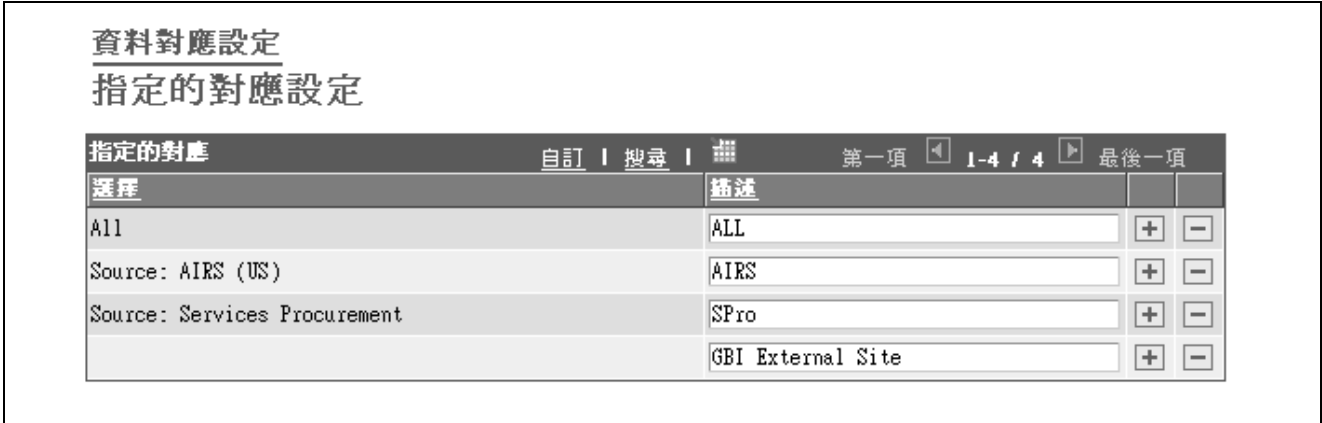 資料對應設定
指定的對應設定
指定的對應 自訂 | 搜尋 | 第一項 1-4 / 4 最後一項
選擇 描述
All ALL + -
Source: AIRS (US) AIRS + -
Source: Services Procurement SPro + -
GBI External Site + -